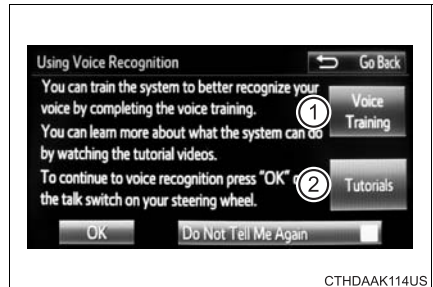 Using Voice Recognition
Go Back
You can train the system to better recognize your
voice by completing the voice training.
1
Voice
Training
You can learn more about what the system can do
by watching the tutorial videos.
To continue to voice recognition press "OK"
2
Tutorials
the talk switch on your steering wheel.
OK
Do Not Tell Me Again
CTHDAAK114US